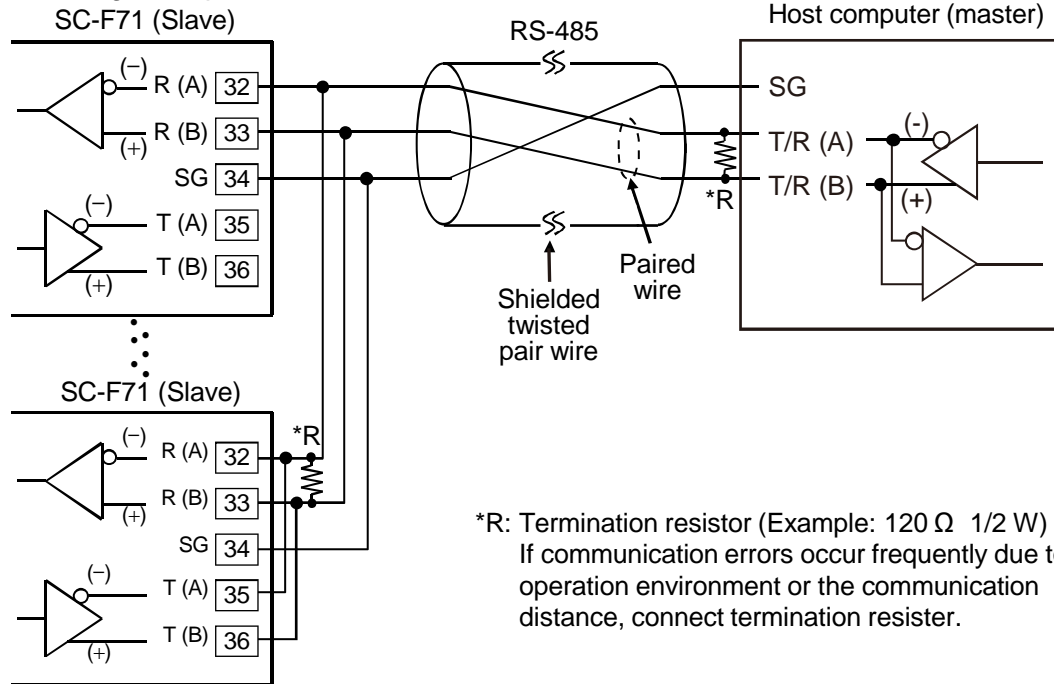 SC-F71 (Slave)
(−)
R (A) 32
R (B) 33
(+)
SG 34
(−)
T (A) 35
T (B) 36
(+)
RS-485
Paired
wire
Shielded
twisted
pair wire
Host computer (master)
SG
T/R (A)
(-)
T/R (B)
(+)
*R
SC-F71 (Slave)
(−)
R (A) 32
*R
R (B) 33
(+)
SG 34
(−)
T (A) 35
T (B) 36
(+)
*R: Termination resistor (Example: 120 Ω 1/2 W)
If communication errors occur frequently due
operation environment or the communication
distance, connect termination resister.